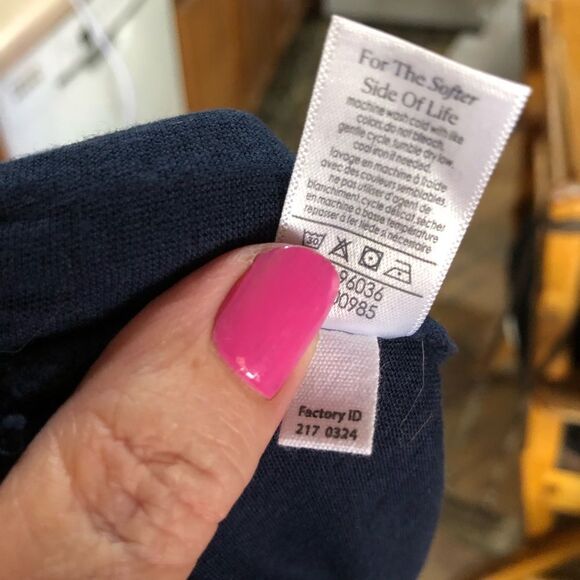 For The Softer
Side Of Life
machine wash cold with like
colors, do not bleach,
gentle cycle, tumble dry low,
cool iron if needed.
lavage en machine à fraide
avec des couleurs semblables,
ne pas utiliser d'agent de
blanchiment, cycle délicat, sécher
en machine à basse température
repasser à fer tiède si nécessaire
30
96036
00985
Factory ID
217 0324